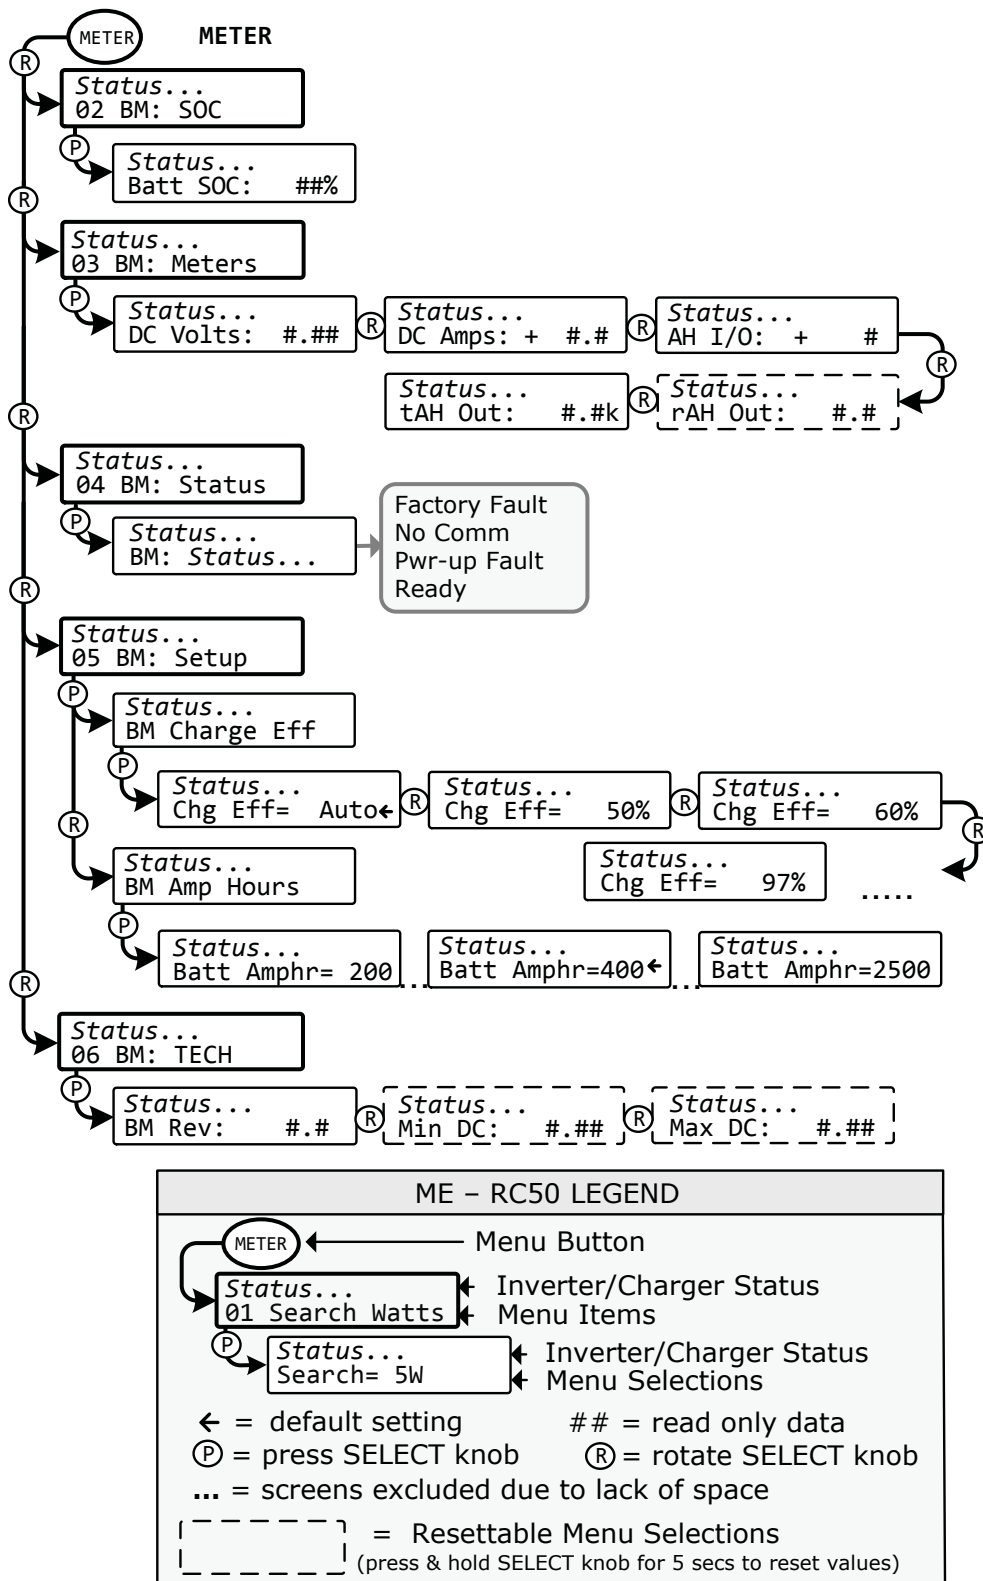 METER METER
R
Status...
02 BM: SOC
P
Status...
Batt SOC: ##%
R
Status...
03 BM: Meters
P
Status...
DC Volts: #.##
R
Status...
DC Amps: + #.#
R
Status...
AH I/O: + #
R
Status...
tAH Out: #.#k
R
Status...
rAH Out: #.#
R
Status...
04 BM: Status
P
Status...
BM: Status...
Factory Fault
No Comm
Pwr-up Fault
Ready
R
Status...
05 BM: Setup
P
Status...
BM Charge Eff
P
Status...
Chg Eff= Auto←
R
Status...
Chg Eff= 50%
R
Status...
Chg Eff= 60%
R
Status...
Chg Eff= 97%
.....
R
Status...
BM Amp Hours
P
Status...
Batt Amphr= 200
...
Status...
Batt Amphr=400←
...
Status...
Batt Amphr=2500
R
Status...
06 BM: TECH
P
Status...
BM Rev: #.#
R
Status...
Min DC: #.##
R
Status...
Max DC: #.##
ME – RC50 LEGEND
METER
Menu Button
Status...
01 Search Watts
Inverter/Charger Status
Menu Items
P
Status...
Search= 5W
Inverter/Charger Status
Menu Selections
← = default setting ## = read only data
P = press SELECT knob R = rotate SELECT knob
... = screens excluded due to lack of space
= Resettable Menu Selections
(press & hold SELECT knob for 5 secs to reset values)